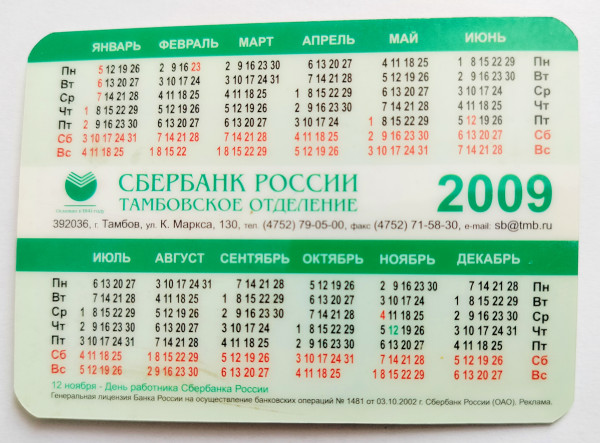 ЯНВАРЬ ФЕВРАЛЬ МАРТ АПРЕЛЬ МАЙ ИЮНЬ
Пн 5 12 19 26 2 9 16 23 2 9 16 23 30 6 13 20 27 4 11 18 25 1 8 15 22 29 Пн
Вт 6 13 20 27 3 10 17 24 3 10 17 24 31 7 14 21 28 5 12 19 26 2 9 16 23 30 Вт
Ср 7 14 21 28 4 11 18 25 4 11 18 25 1 8 15 22 29 6 13 20 27 3 10 17 24 Ср
Чт 1 8 15 22 29 5 12 19 26 5 12 19 26 2 9 16 23 30 7 14 21 28 4 11 18 25 Чт
Пт 2 9 16 23 30 6 13 20 27 6 13 20 27 3 10 17 24 1 8 15 22 29 5 12 19 26 Пт
Сб 3 10 17 24 31 7 14 21 28 7 14 21 28 4 11 18 25 2 9 16 23 30 6 13 20 27 Сб
Вс 4 11 18 25 1 8 15 22 1 8 15 22 29 5 12 19 26 3 10 17 24 31 7 14 21 28 Вс
СБЕРБАНК РОССИИ 2009
ТАМБОВСКОЕ ОТДЕЛЕНИЕ
Основан в 1841 году
392036, г. Тамбов, ул. К. Маркса, 130, тел. (4752) 79-05-00, факс (4752) 71-58-30, e-mail: sb@tmb.ru
ИЮЛЬ АВГУСТ СЕНТЯБРЬ ОКТЯБРЬ НОЯБРЬ ДЕКАБРЬ
Пн 6 13 20 27 3 10 17 24 31 7 14 21 28 5 12 19 26 2 9 16 23 30 7 14 21 28 Пн
Вт 7 14 21 28 4 11 18 25 1 8 15 22 29 6 13 20 27 3 10 17 24 1 8 15 22 29 Вт
Ср 1 8 15 22 29 5 12 19 26 2 9 16 23 30 7 14 21 28 4 11 18 25 2 9 16 23 30 Ср
Чт 2 9 16 23 30 6 13 20 27 3 10 17 24 1 8 15 22 29 5 12 19 26 3 10 17 24 31 Чт
Пт 3 10 17 24 31 7 14 21 28 4 11 18 25 2 9 16 23 30 6 13 20 27 4 11 18 25 Пт
Сб 4 11 18 25 1 8 15 22 29 5 12 19 26 3 10 17 24 31 7 14 21 28 5 12 19 26 Сб
Вс 5 12 19 26 2 9 16 23 30 6 13 20 27 4 11 18 25 1 8 15 22 29 6 13 20 27 Вс
12 ноября - День работника Сбербанка России
Генеральная лицензия Банка России на осуществление банковских операций № 1481 от 03.10.2002 г. Сбербанк России (ОАО). Реклама.